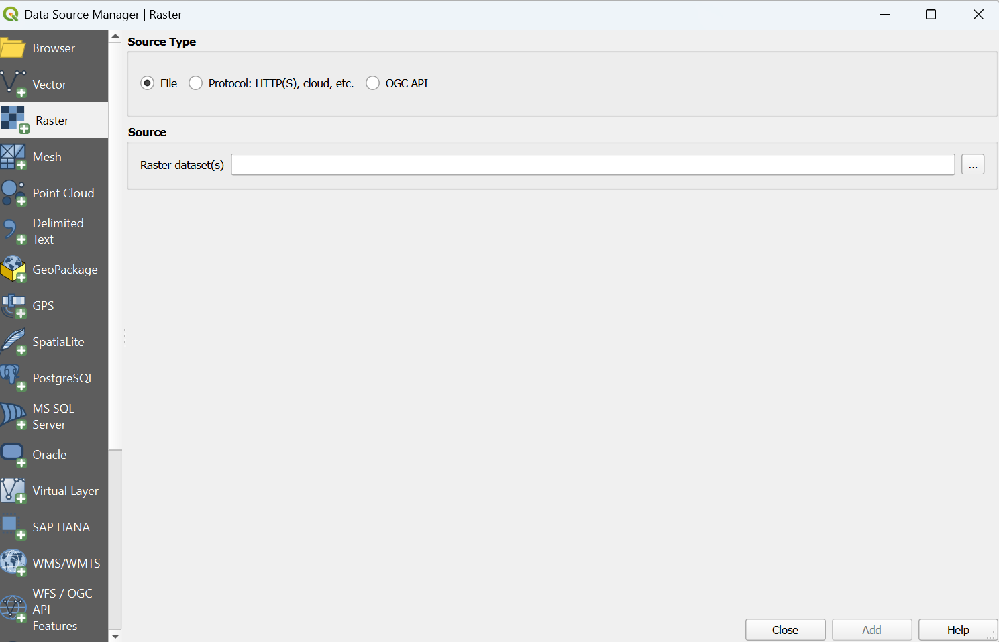 Data Source Manager | Raster
Browser
Vector
Raster
Mesh
Point Cloud
Delimited
Text
GeoPackage
GPS
SpatiaLite
PostgreSQL
MS SQL
Server
Oracle
Virtual Layer
SAP HANA
WMS/WMTS
WFS / OGC
API -
Features
Source Type
File Protocol: HTTP(S), cloud, etc. OGC API
Source
Raster dataset(s) ...
Close Add Help